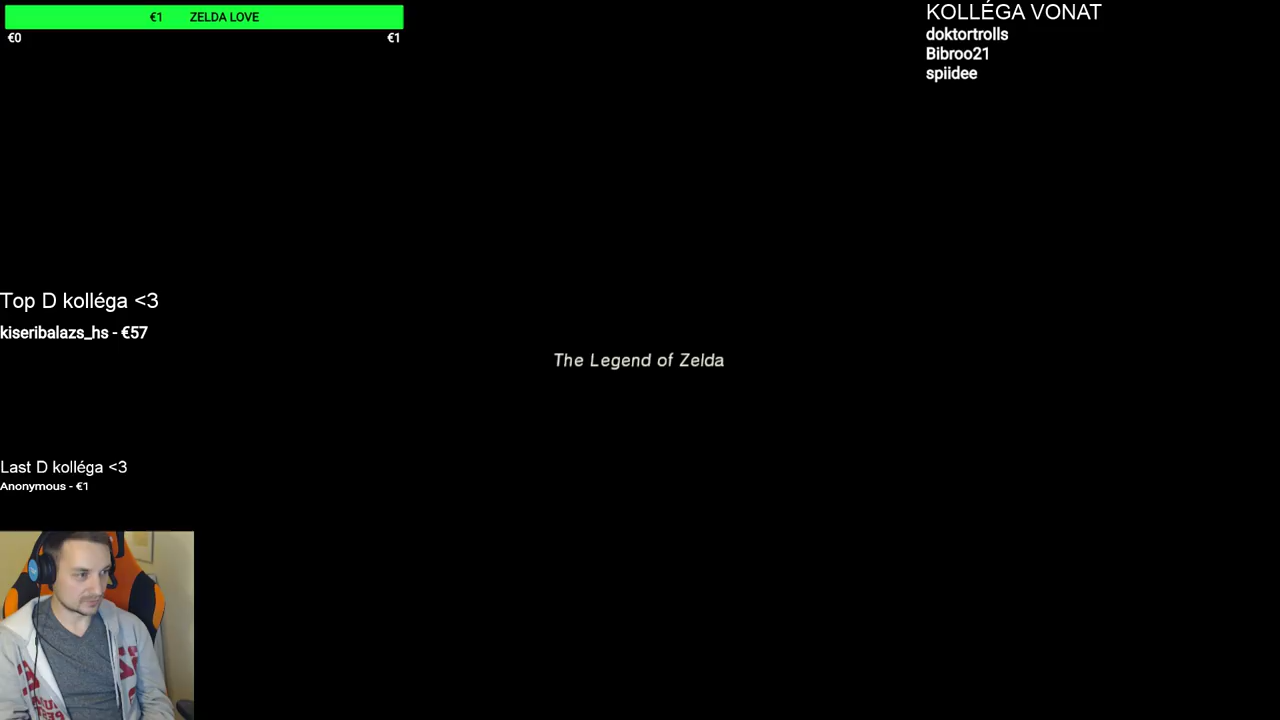 €1 ZELDA LOVE
€0 €1
KOLLÉGA VONAT
doktortrolls
Bibroo21
spiidee
Top D kolléga <3
kiseribalazs_hs - €57
The Legend of Zelda
Last D kolléga <3
Anonymous - €1